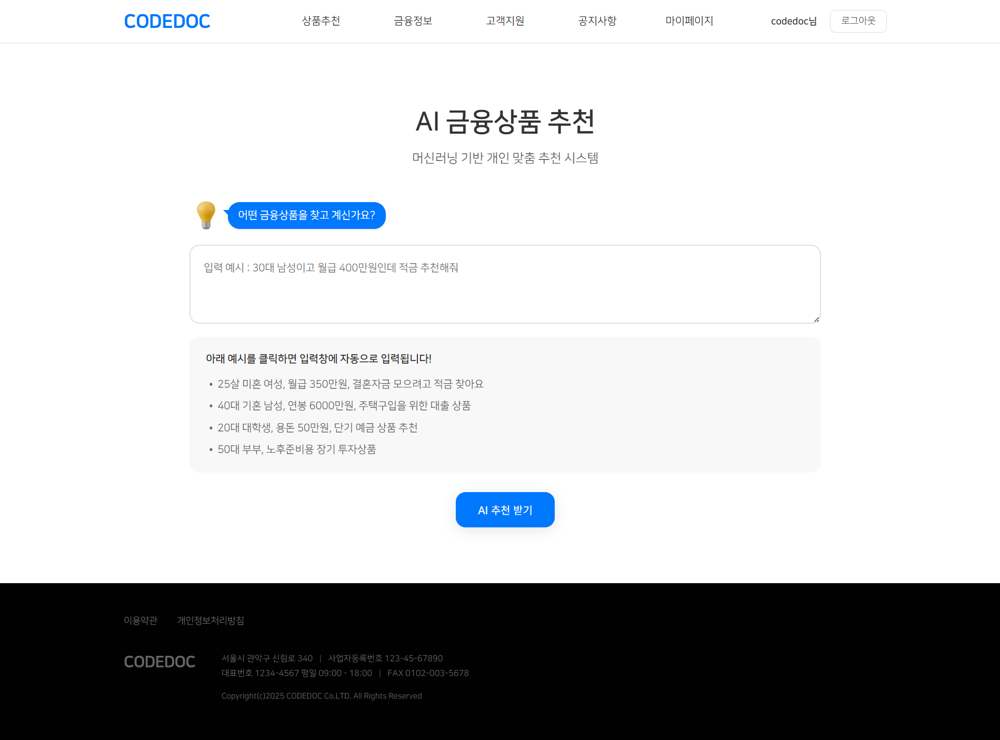 CODEDOC
상품추천
금융정보
고객지원
공지사항
마이페이지
codedoc님
로그아웃
AI 금융상품 추천
머신러닝 기반 개인 맞춤 추천 시스템
어떤 금융상품을 찾고 계신가요?
입력 예시 : 30대 남성이고 월급 400만원인데 적금 추천해줘
아래 예시를 클릭하면 입력창에 자동으로 입력됩니다!
• 25살 미혼 여성, 월급 350만원, 결혼자금 모으려고 적금 찾아요
• 40대 기혼 남성, 연봉 6000만원, 주택구입을 위한 대출 상품
• 20대 대학생, 용돈 50만원, 단기 예금 상품 추천
• 50대 부부, 노후준비용 장기 투자상품
AI 추천 받기
이용약관
개인정보처리방침
CODEDOC
서울시 관악구 신림로 340 | 사업자등록번호 123-45-67890
대표번호 1234-4567 평일 09:00 - 18:00 | FAX 0102-003-5678
Copyright(c)2025 CODEDOC Co.LTD. All Rights Reserved